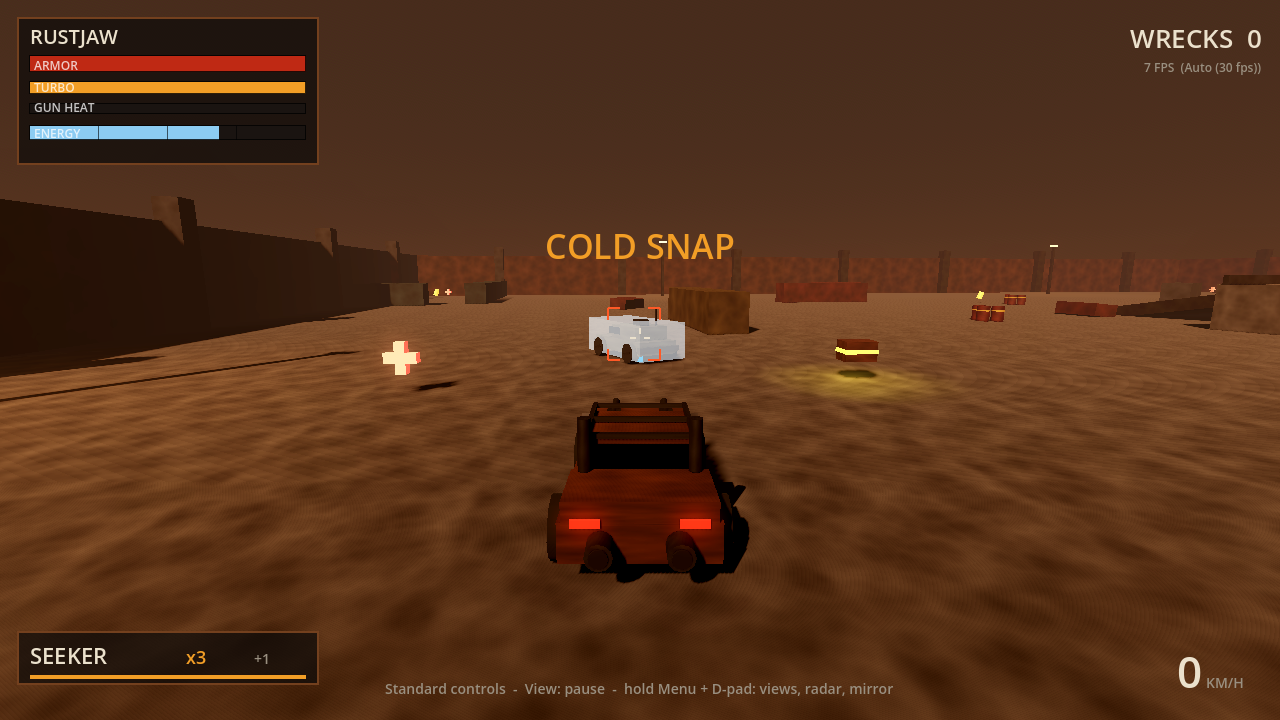 RUSTJAW
ARMOR
TURBO
GUN HEAT
ENERGY
WRECKS 0
7 FPS (Auto (30 fps))
COLD SNAP
SEEKER x3 +1
Standard controls - View: pause - hold Menu + D-pad: views, radar, mirror
0 KM/H